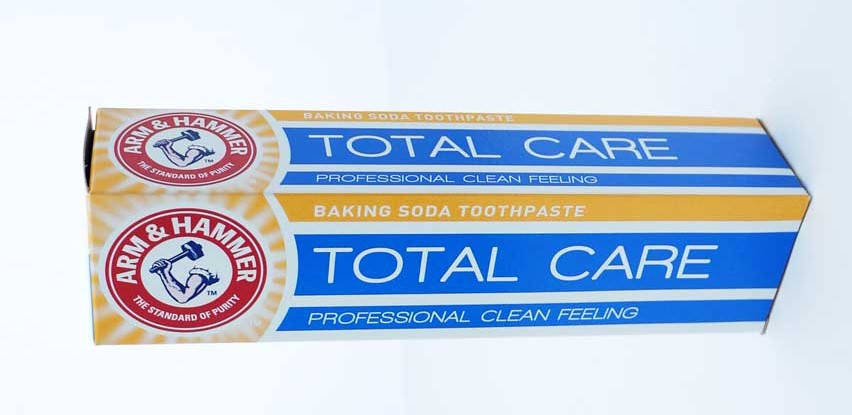 ARM & HAMMER
THE STANDARD OF PURITY
TM
BAKING SODA TOOTHPASTE
TOTAL CARE
PROFESSIONAL CLEAN FEELING
ARM & HAMMER
THE STANDARD OF PURITY
TM
BAKING SODA TOOTHPASTE
TOTAL CARE
PROFESSIONAL CLEAN FEELING